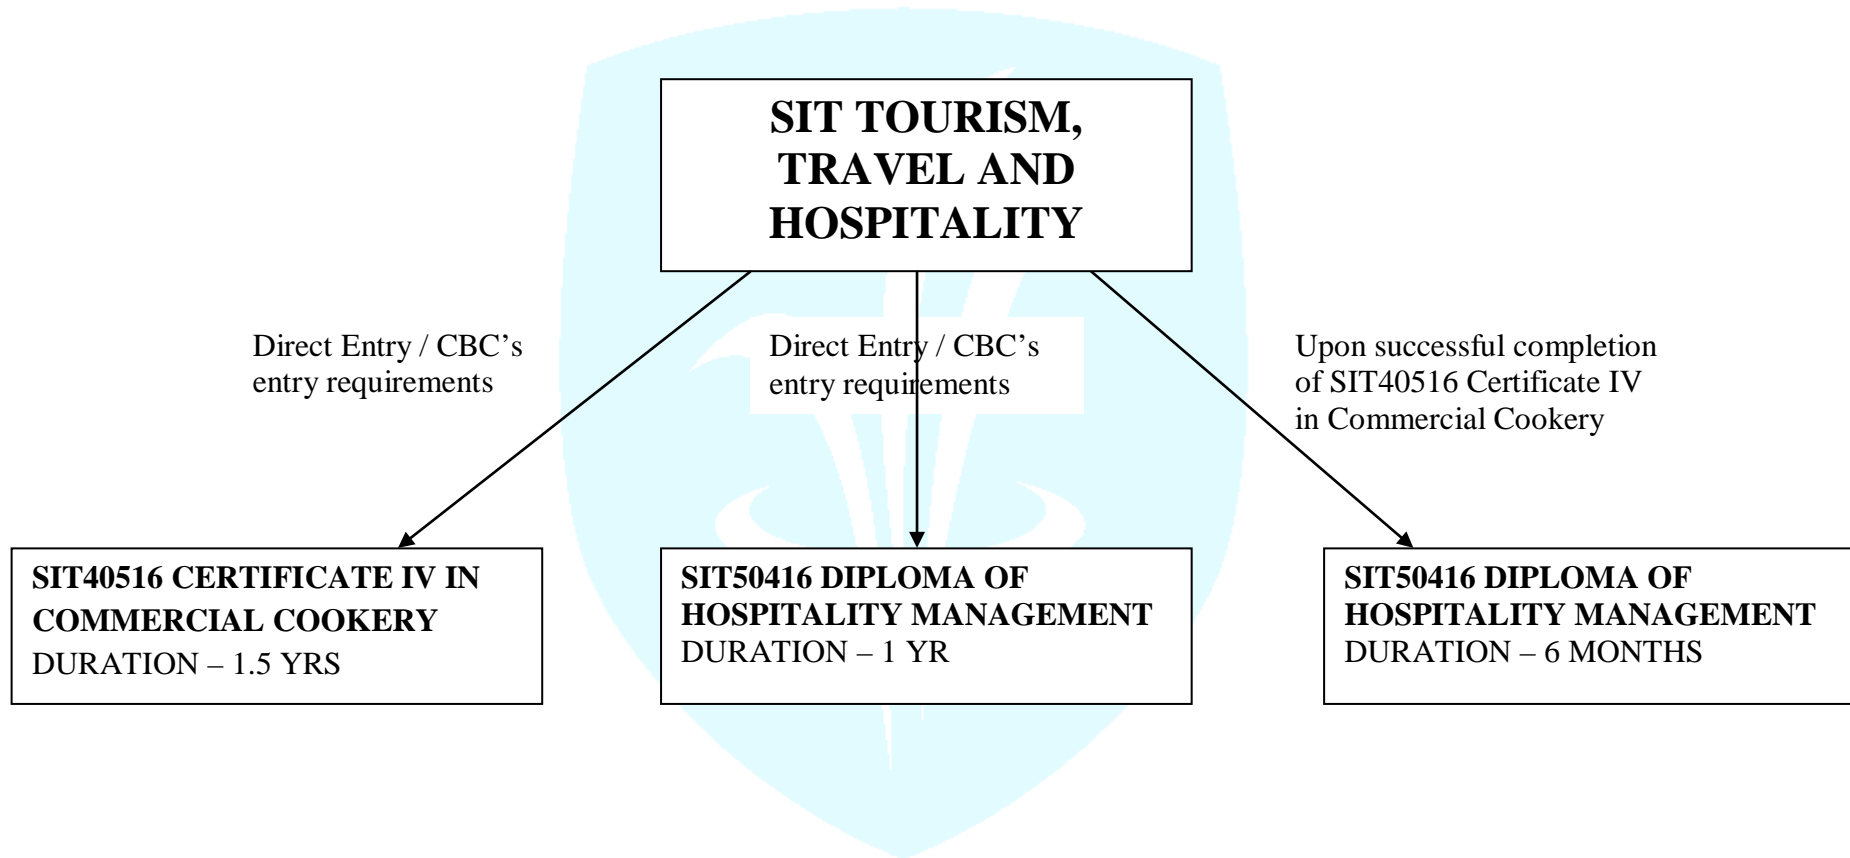 SIT TOURISM,
TRAVEL AND
HOSPITALITY
Direct Entry / CBC’s
entry requirements
Direct Entry / CBC’s
entry requirements
Upon successful completion
of SIT40516 Certificate IV
in Commercial Cookery
SIT40516 CERTIFICATE IV IN
COMMERCIAL COOKERY
DURATION – 1.5 YRS
SIT50416 DIPLOMA OF
HOSPITALITY MANAGEMENT
DURATION – 1 YR
SIT50416 DIPLOMA OF
HOSPITALITY MANAGEMENT
DURATION – 6 MONTHS